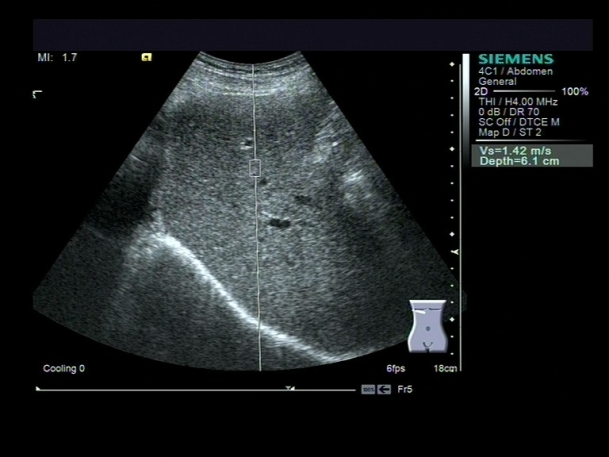 MI: 1.7
SIEMENS
4C1 / Abdomen
General
2D 100%
THI / H4.00 MHz
0 dB / DR 70
SC Off / DTCE M
Map D / ST 2
Vs=1.42 m/s
Depth=6.1 cm
Cooling 0
6fps
18cm
Fr5